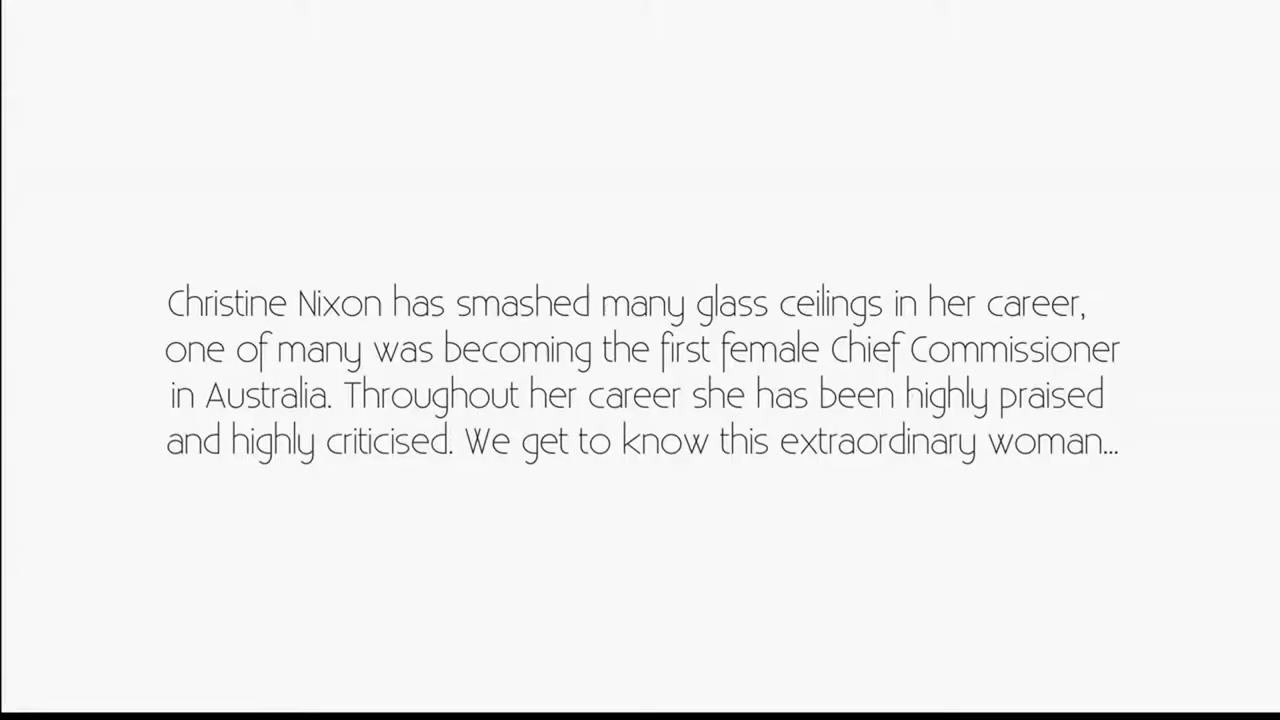 Christine Nixon has smashed many glass ceilings in her career,
one of many was becoming the first female Chief Commissioner
in Australia. Throughout her career she has been highly praised
and highly criticised. We get to know this extraordinary woman...